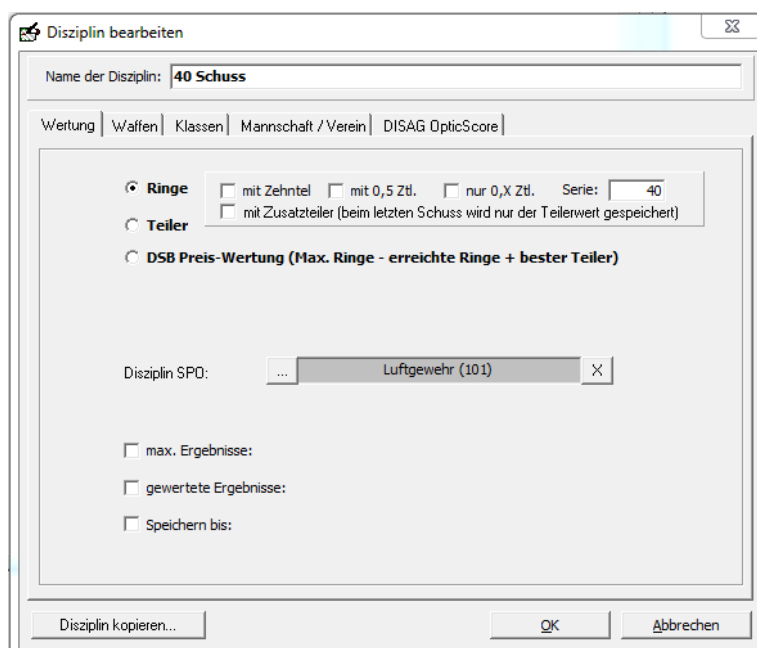 Disziplin bearbeiten
Name der Disziplin: 40 Schuss
Wertung Waffen Klassen Mannschaft / Verein DISAG OpticScore
Ringe mit Zehntel mit 0,5 Ztl. nur 0,X Ztl. Serie: 40
mit Zusatzteiler (beim letzten Schuss wird nur der Teilerwert gespeichert)
Teiler
DSB Preis-Wertung (Max. Ringe - erreichte Ringe + bester Teiler)
Disziplin SPO: ... Luftgewehr (101) X
max. Ergebnisse:
gewertete Ergebnisse:
Speichern bis:
Disziplin kopieren... OK Abbrechen